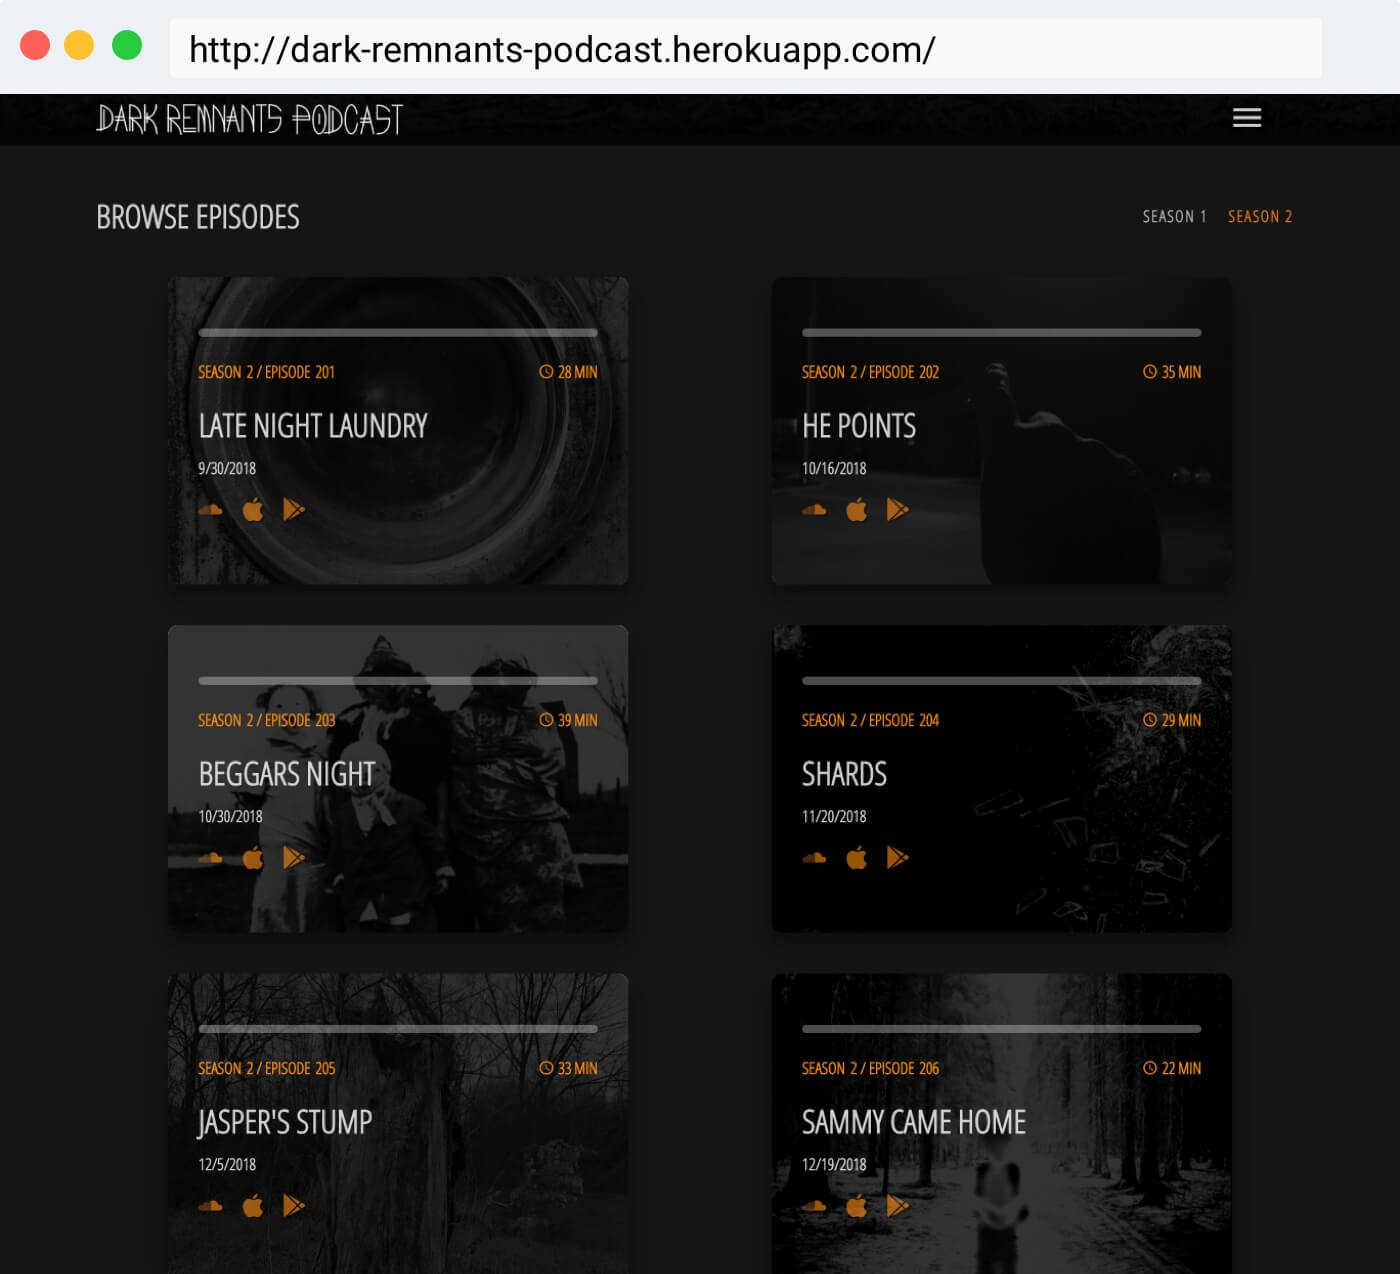 http://dark-remnants-podcast.herokuapp.com/
DARK REMNANTS PODCAST
BROWSE EPISODES
SEASON 1 SEASON 2
SEASON 2 / EPISODE 201 28 MIN
LATE NIGHT LAUNDRY
9/30/2018
SEASON 2 / EPISODE 202 35 MIN
HE POINTS
10/16/2018
SEASON 2 / EPISODE 203 39 MIN
BEGGARS NIGHT
10/30/2018
SEASON 2 / EPISODE 204 29 MIN
SHARDS
11/20/2018
SEASON 2 / EPISODE 205 33 MIN
JASPER'S STUMP
12/5/2018
SEASON 2 / EPISODE 206 22 MIN
SAMMY CAME HOME
12/19/2018